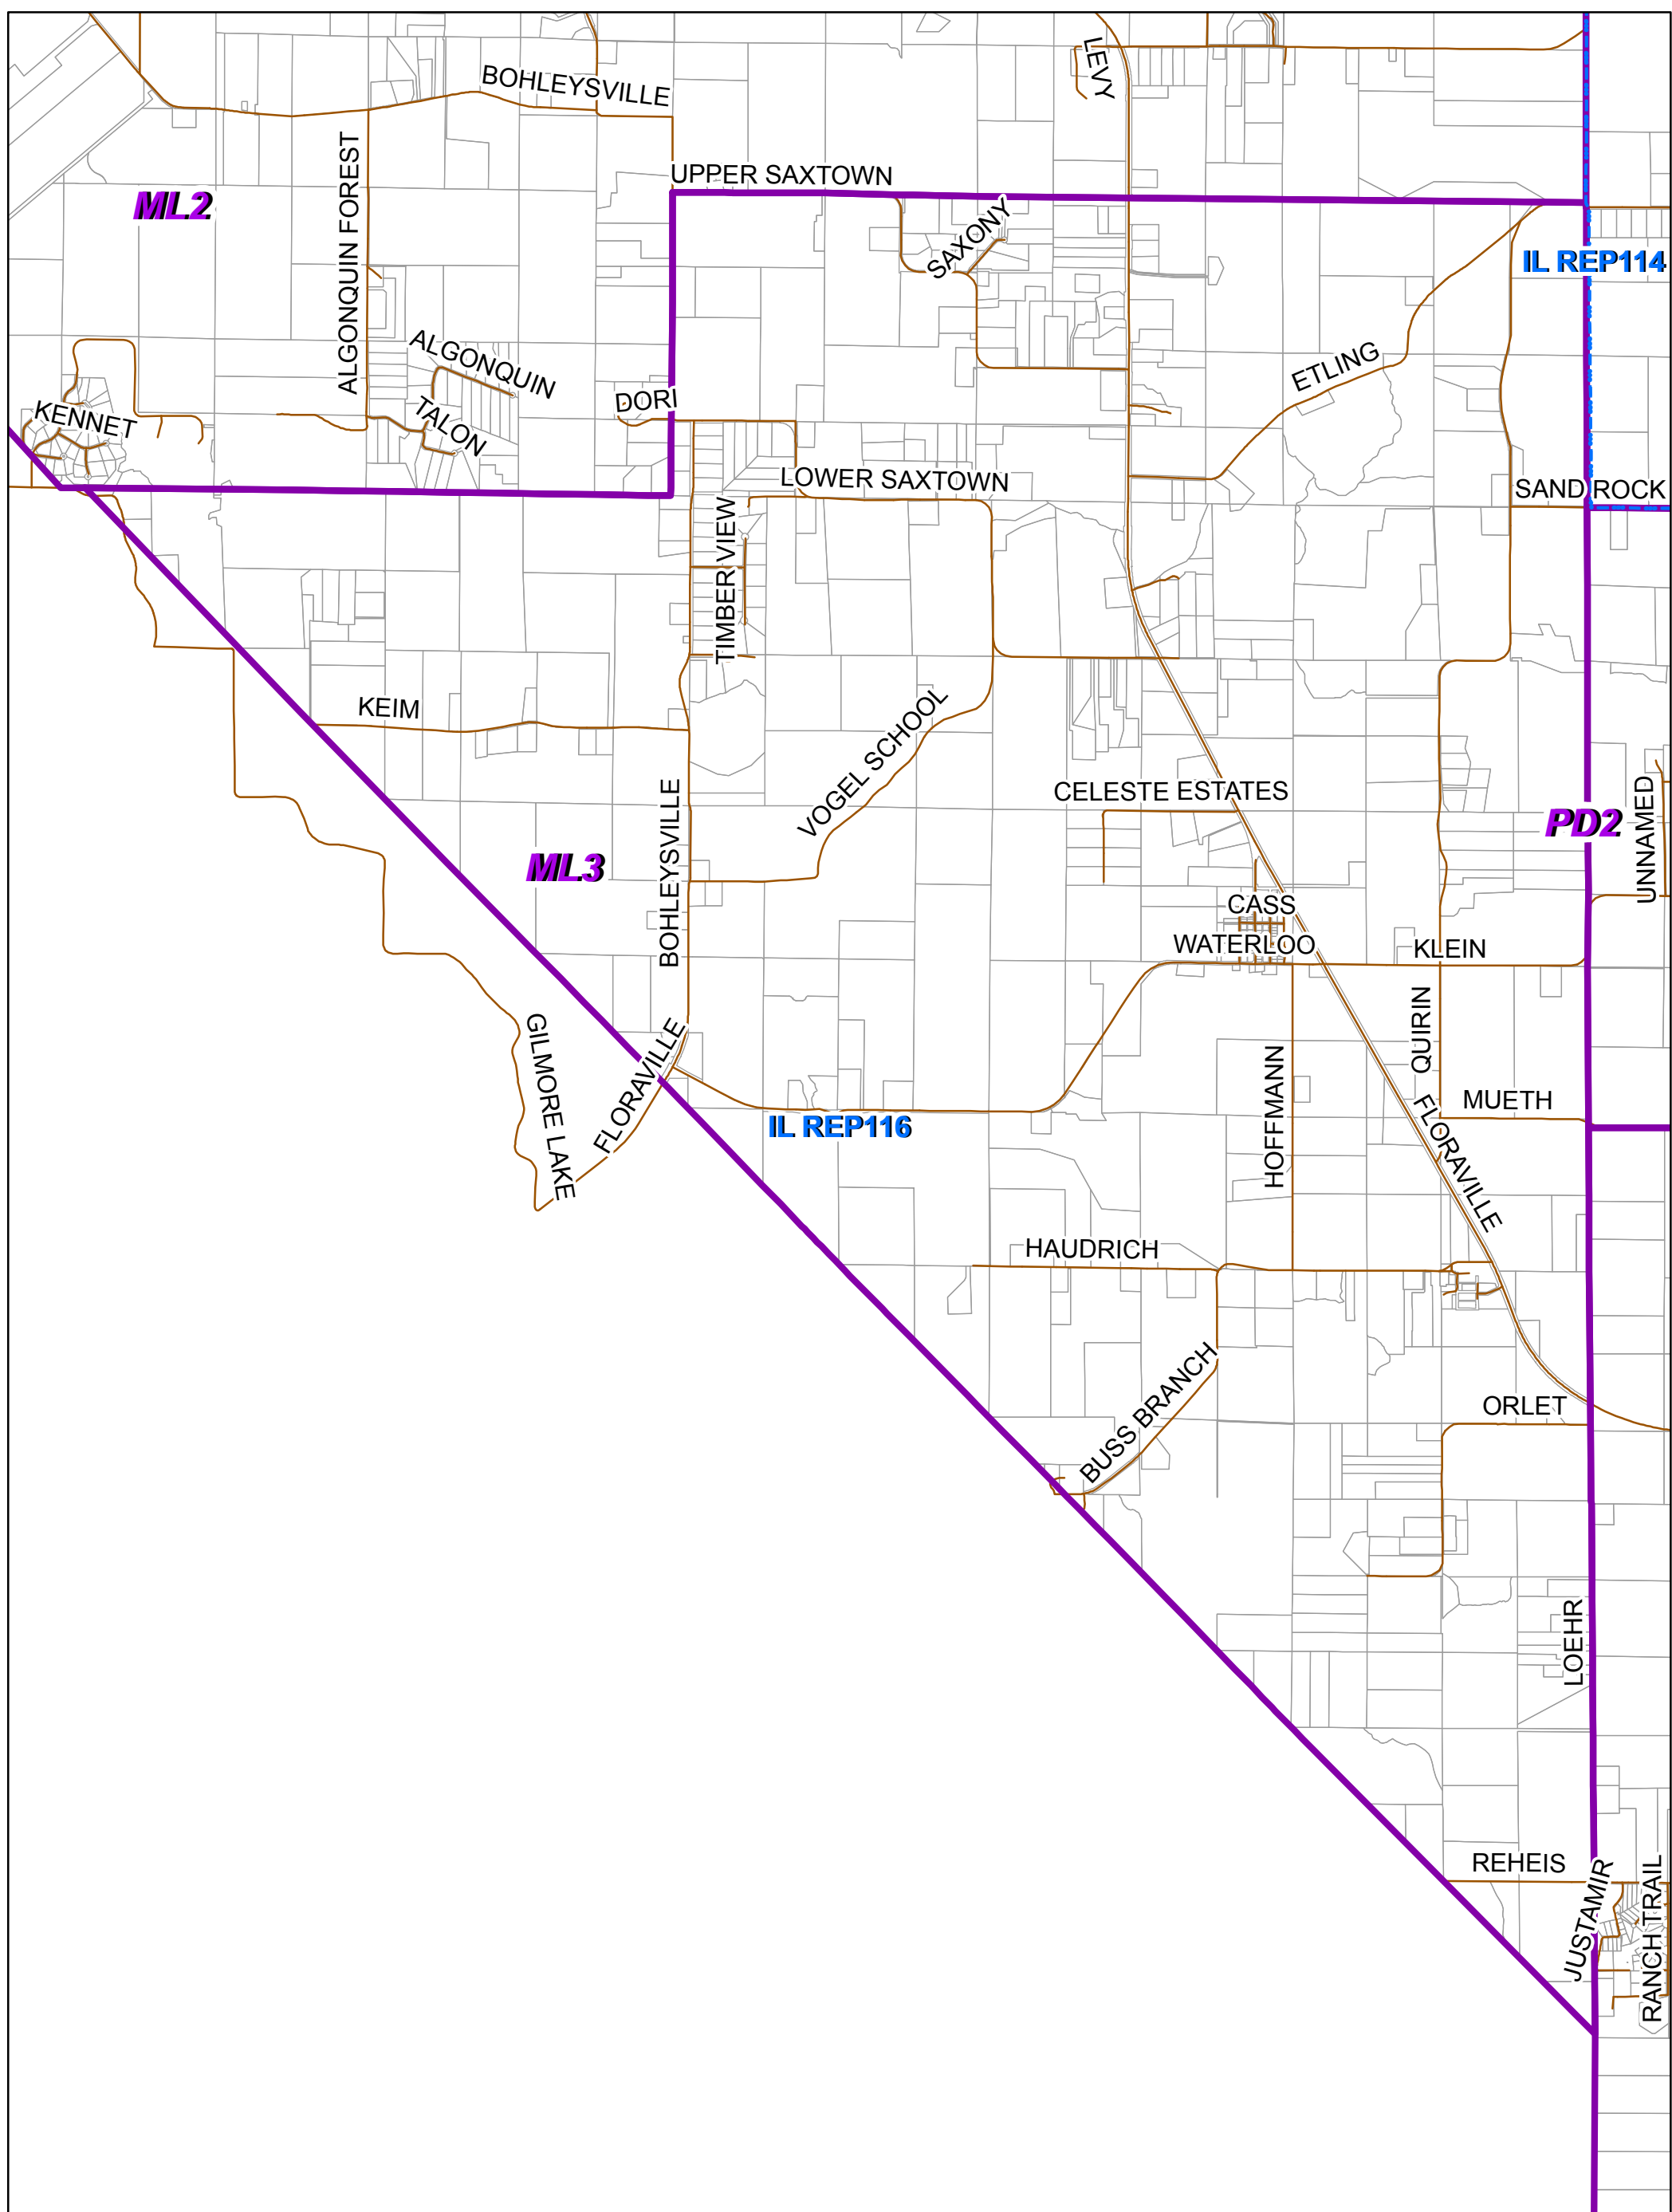 LEVY
BOHLEYSVILLE
UPPER SAXTOWN
ML2
ALGONQUIN FOREST
SAXONY
IL REP114
ALGONQUIN
ETLING
DORI
KENNET
TALON
LOWER SAXTOWN
SAND ROCK
TIMBER VIEW
KEIM
VOGEL SCHOOL
CELESTE ESTATES
PD2
UNNAMED
ML3
BOHLEYSVILLE
CASS
WATERLOO
KLEIN
QUIRIN
GILMORE LAKE
FLORAVILLE
HOFFMANN
MUETH
IL REP116
FLORAVILLE
HAUDRICH
BUSS BRANCH
ORLET
LOEHR
REHEIS
JUSTAMIR
RANCH TRAIL